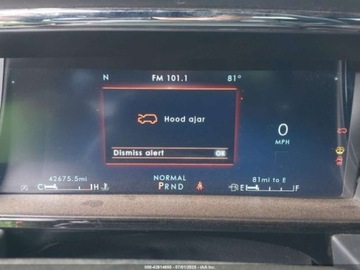 N FM 101.1 81°
Hood ajar
Dismiss alert OK
0
MPH
42675.5mi NORMAL 81mi to E
C H PRND E F